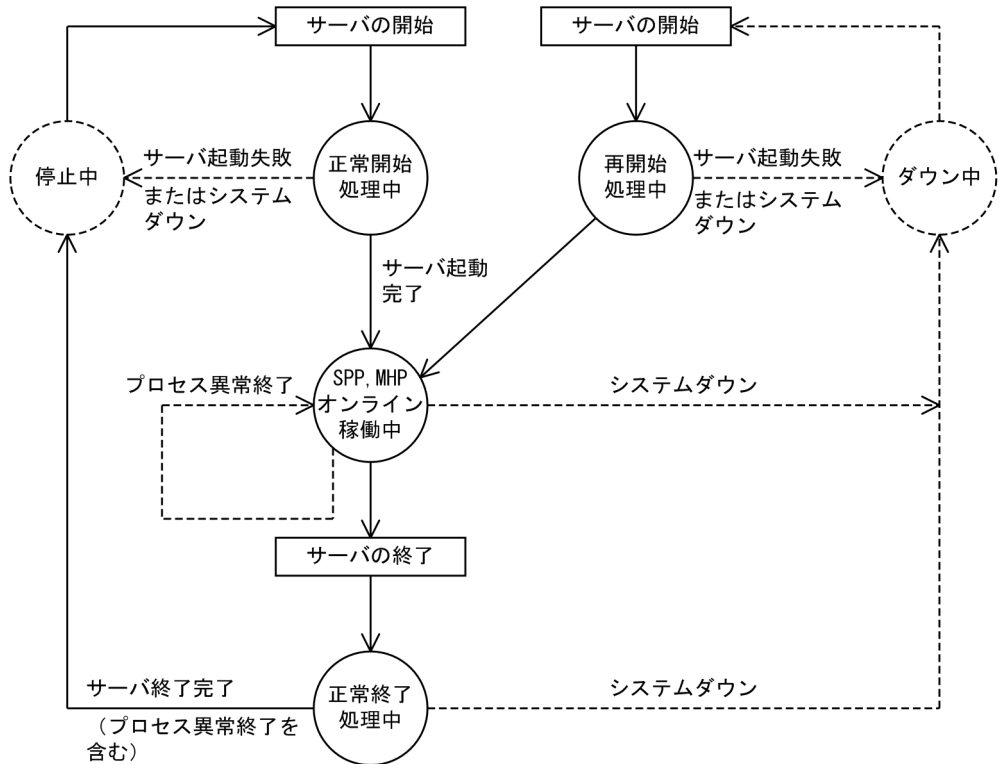 サーバの開始
サーバの開始
停止中
サーバ起動失敗
またはシステム
ダウン
正常開始
処理中
再開始
処理中
サーバ起動失敗
またはシステム
ダウン
ダウン中
サーバ起動
完了
プロセス異常終了
SPP,MHP
オンライン
稼働中
システムダウン
サーバの終了
サーバ終了完了
(プロセス異常終了を
含む)
正常終了
処理中
システムダウン